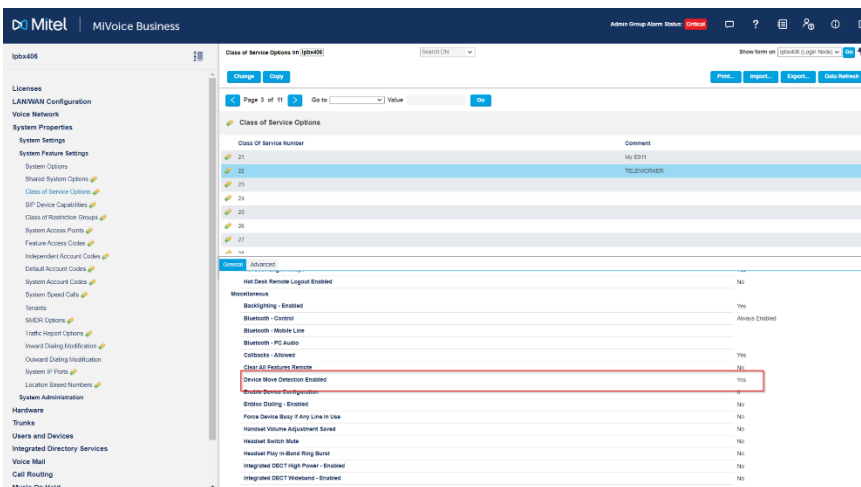 Mitel | MiVoice Business
Admin Group Alarm Status: Critical
lpbx406
Class of Service Options on lpbx406
Search DN
Show form on lpbx406 (Login Node) Go
Change Copy
Print... Import... Export... Data Refresh
Page 3 of 11 Go to Value Go
Licenses
LAN/WAN Configuration
Voice Network
System Properties
System Settings
System Feature Settings
System Options
Shared System Options
Class of Service Options
SIP Device Capabilities
Class of Restriction Groups
System Access Points
Feature Access Codes
Independent Account Codes
Default Account Codes
System Account Codes
System Speed Calls
Tenants
SMDR Options
Traffic Report Options
Inward Dialing Modification
Outward Dialing Modification
System IP Ports
Location Based Numbers
System Administration
Hardware
Trunks
Users and Devices
Integrated Directory Services
Voice Mail
Call Routing
Music On Hold
Class of Service Options
Class Of Service Number Comment
21 My E911
22 TELEWORKER
23
24
25
26
27
General Advanced
Hot Desk Remote Logout Enabled No
Miscellaneous
Backlighting - Enabled Yes
Bluetooth - Control Always Enabled
Bluetooth - Mobile Line
Bluetooth - PC Audio
Callbacks - Allowed Yes
Clear All Features Remote No
Device Move Detection Enabled Yes
Enable Device Configuration
Enbloc Dialing - Enabled No
Force Device Busy If Any Line In Use No
Handset Volume Adjustment Saved No
Headset Switch Mute No
Headset Play In-Band Ring Burst No
Integrated DECT High Power - Enabled No
Integrated DECT Wideband - Enabled No